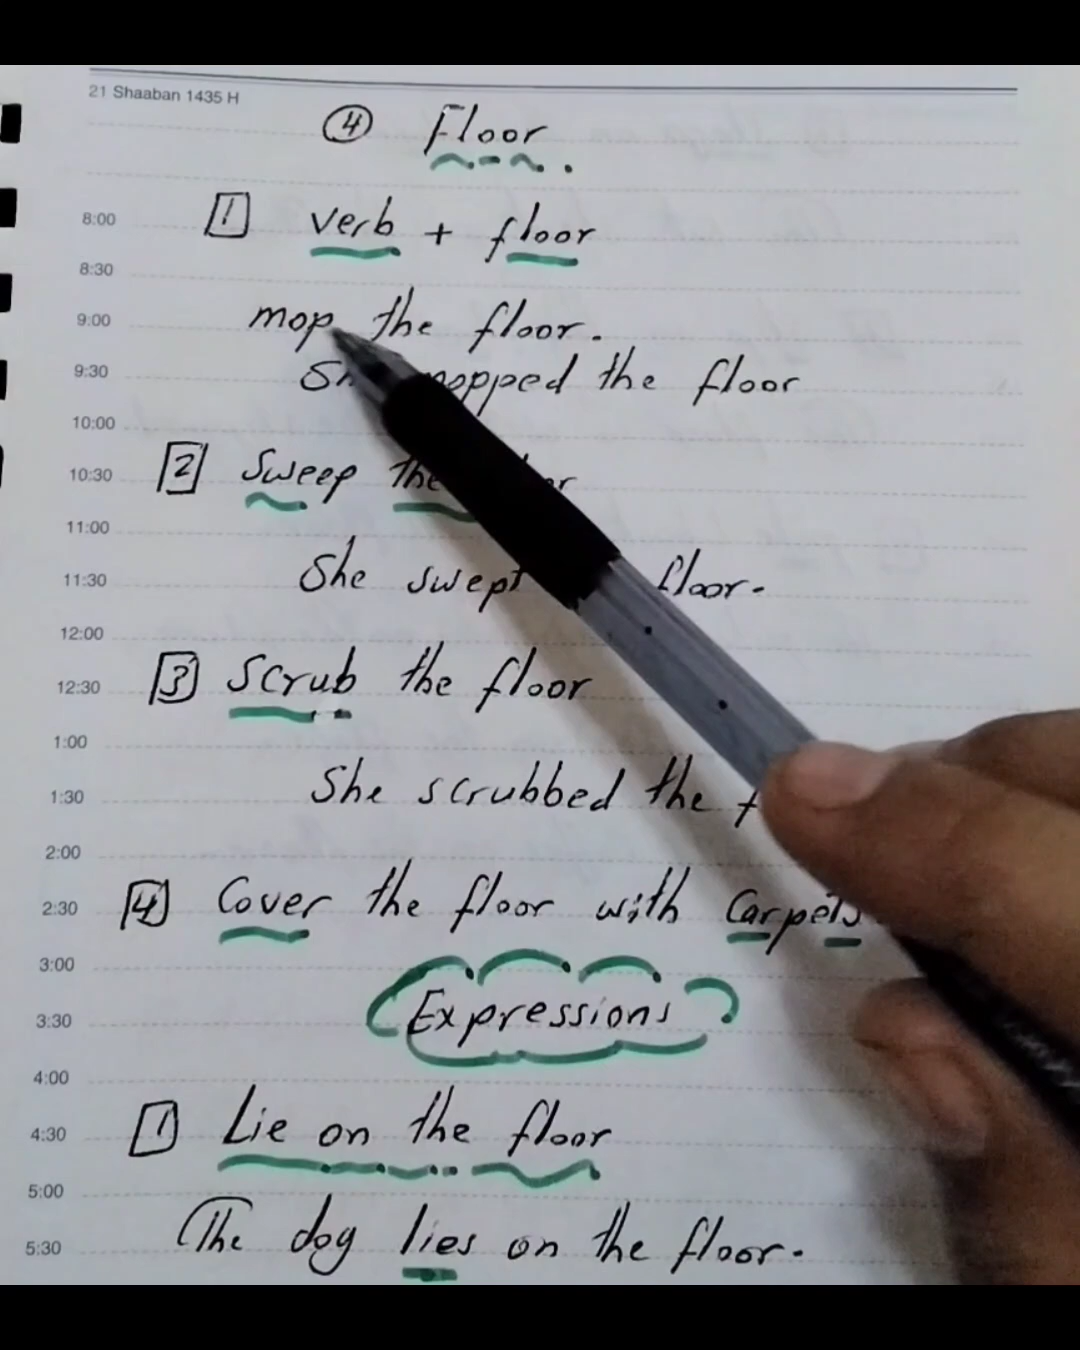 21 Shaaban 1435 H
4 Floor
8:00 1 verb + floor
8:30
9:00 mop the floor.
9:30 mopped the floor
10:00
10:30 2 Sweep the
11:00
11:30 She swept floor.
12:00
12:30 3 Scrub the floor
1:00
1:30 She scrubbed the
2:00
2:30 4 Cover the floor with Carpets
3:00
3:30 Expressions
4:00
4:30 1 Lie on the floor
5:00
5:30 The dog lies on the floor.